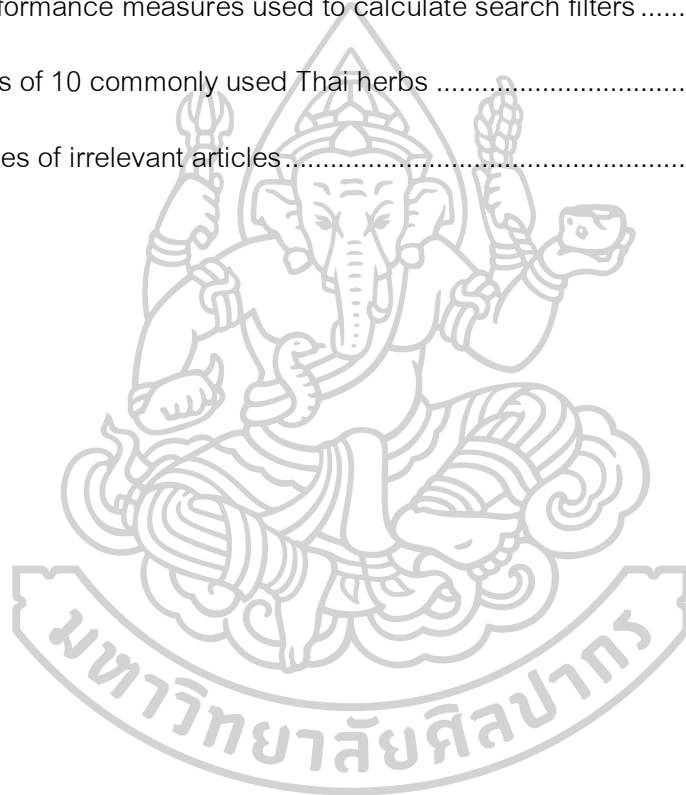 formance measures used to calculate search filters ......
s of 10 commonly used Thai herbs ...............................
es of irrelevant articles.................................................
มหาวิทยาลัยศิลปากร